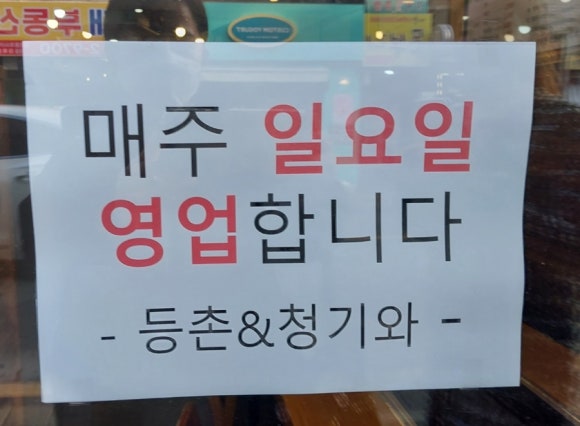 매주 일요일
영업합니다
- 등촌&청기와 -